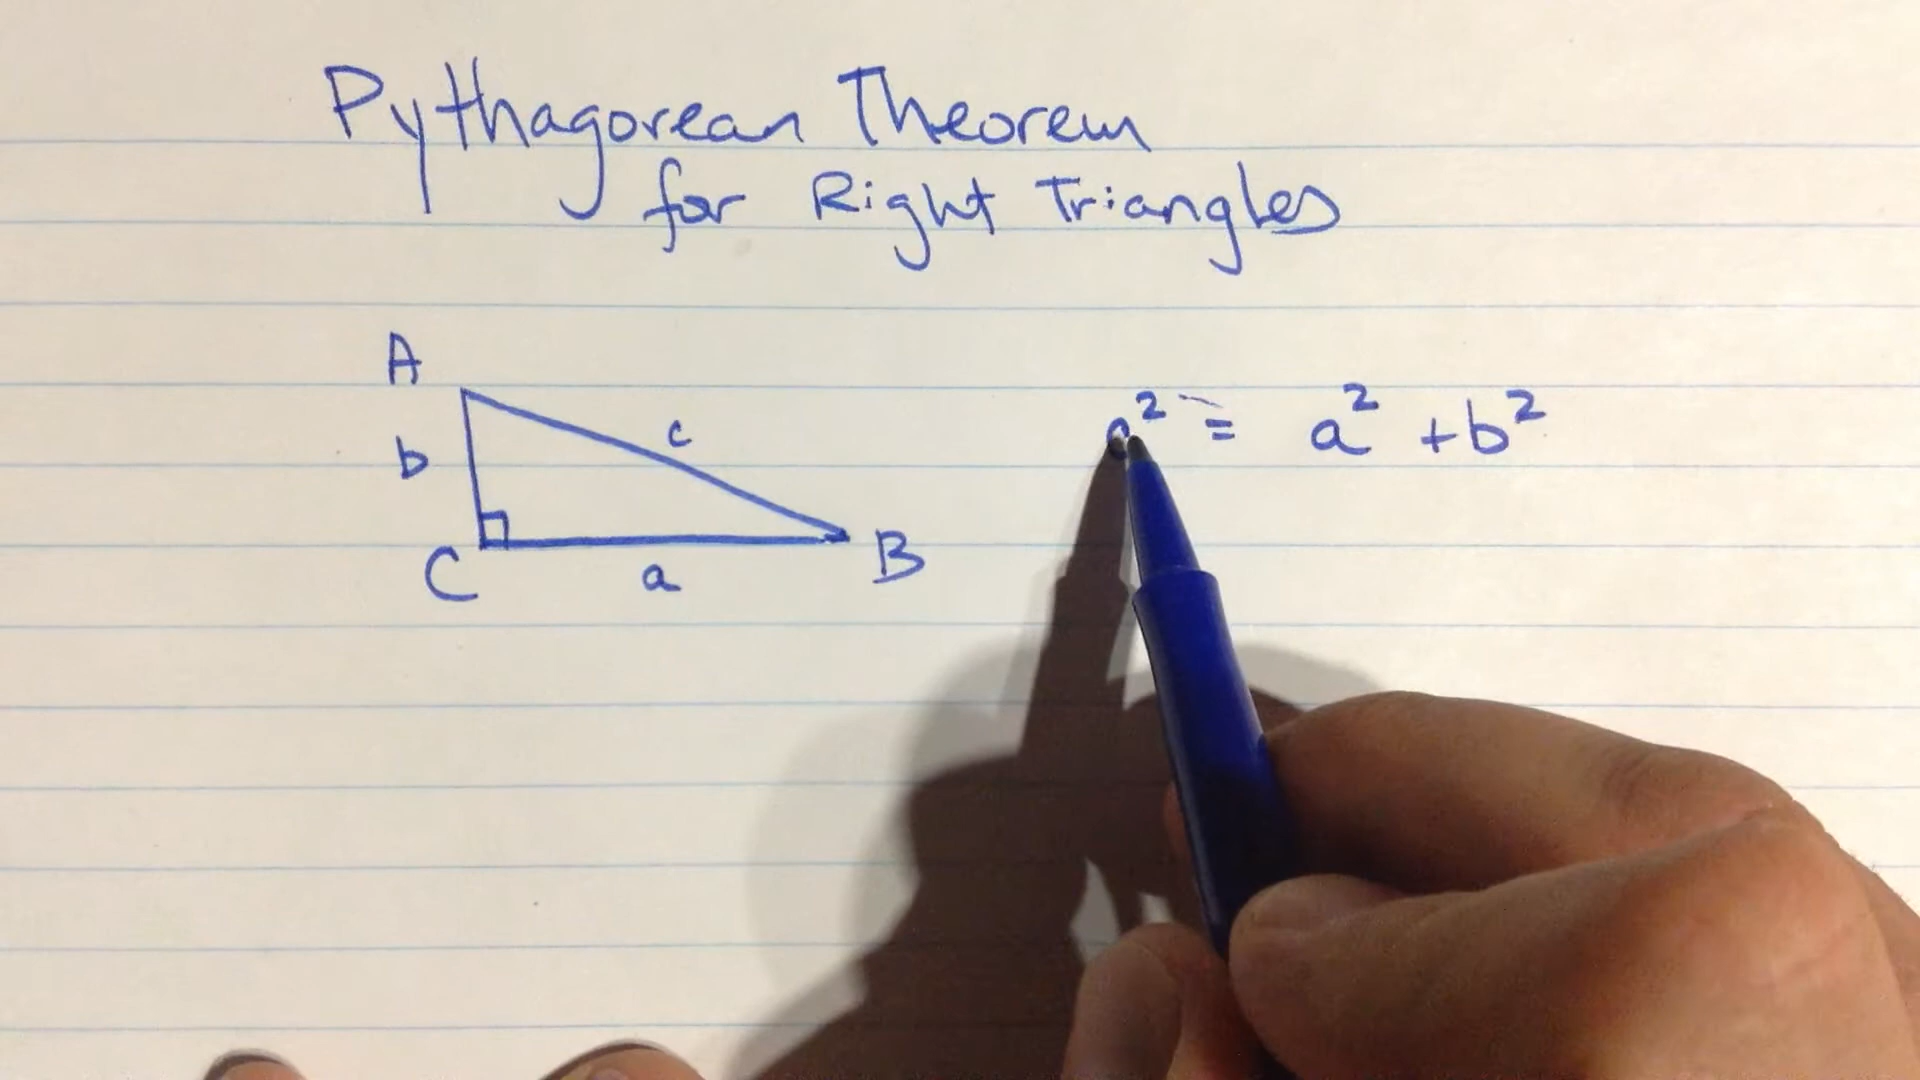 Pythagorean Theorem
for Right Triangles
A
c
b
C
a
B
² = a² + b²